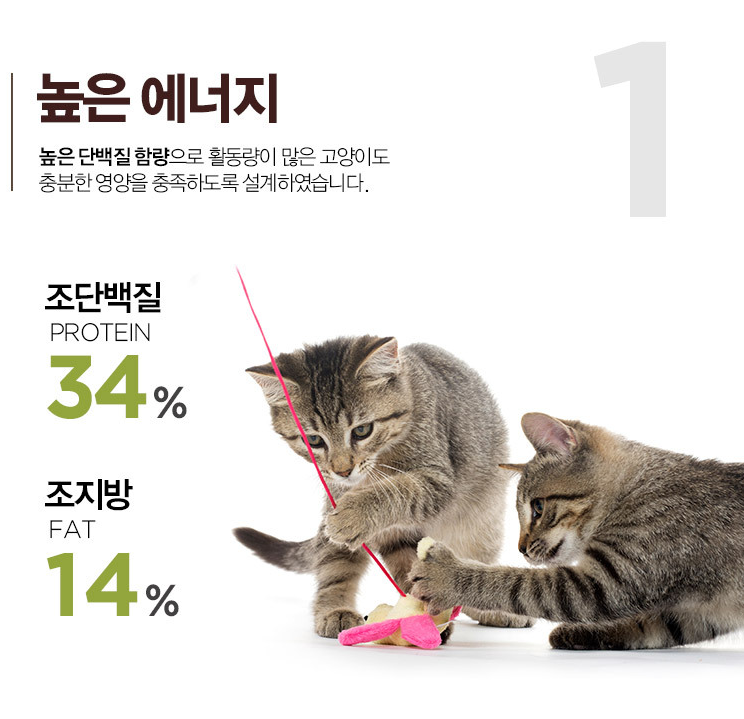 1
높은 에너지
높은 단백질 함량으로 활동량이 많은 고양이도
충분한 영양을 충족하도록 설계하였습니다.
조단백질
PROTEIN
34%
조지방
FAT
14%